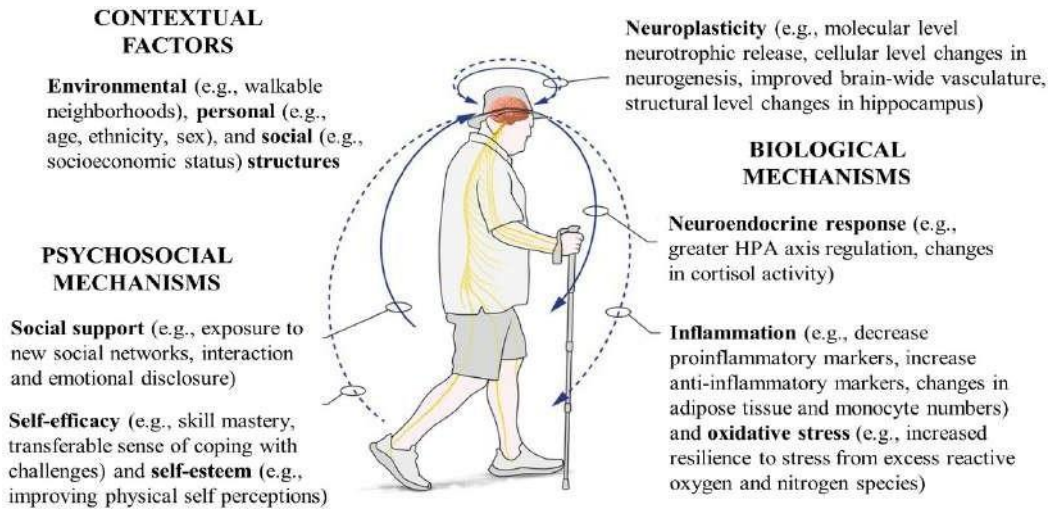 CONTEXTUAL
FACTORS
Environmental (e.g., walkable
neighborhoods), personal (e.g.,
age, ethnicity, sex), and social (e.g.,
socioeconomic status) structures
PSYCHOSOCIAL
MECHANISMS
Social support (e.g., exposure to
new social networks, interaction
and emotional disclosure)
Self-efficacy (e.g., skill mastery,
transferable sense of coping with
challenges) and self-esteem (e.g.,
improving physical self perceptions)
Neuroplasticity (e.g., molecular level
neurotrophic release, cellular level changes in
neurogenesis, improved brain-wide vasculature,
structural level changes in hippocampus)
BIOLOGICAL
MECHANISMS
Neuroendocrine response (e.g.,
greater HPA axis regulation, changes
in cortisol activity)
Inflammation (e.g., decrease
proinflammatory markers, increase
anti-inflammatory markers, changes in
adipose tissue and monocyte numbers)
and oxidative stress (e.g., increased
resilience to stress from excess reactive
oxygen and nitrogen species)